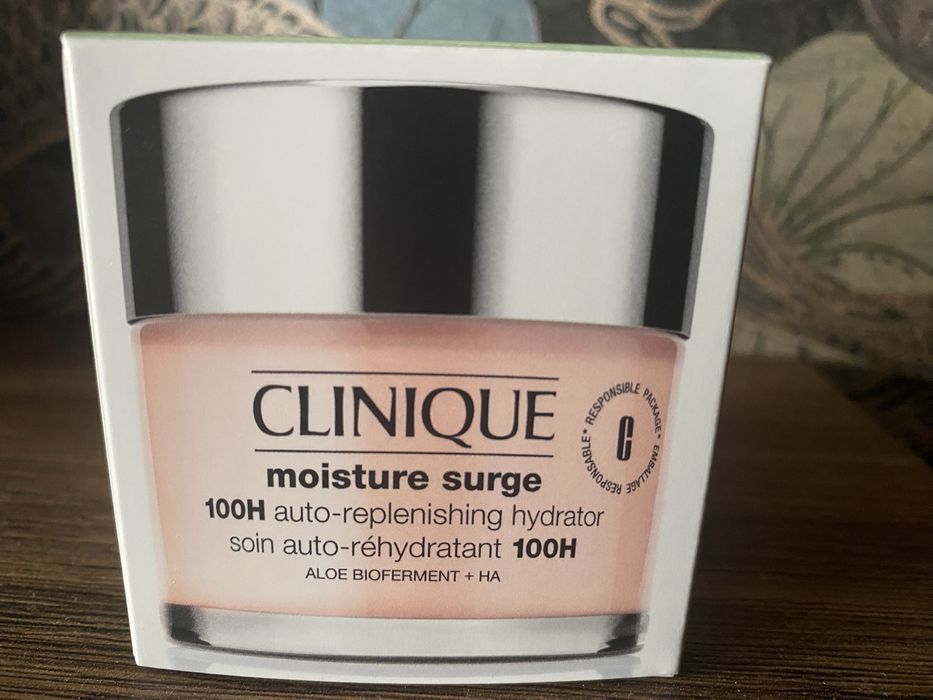 CLINIQUE
moisture surge
100H auto-replenishing hydrator
soin auto-réhydratant 100H
ALOE BIOFERMENT + HA
RESPONSIBLE PACKAGE* EMBALLAGE RESPONSABLE*
C